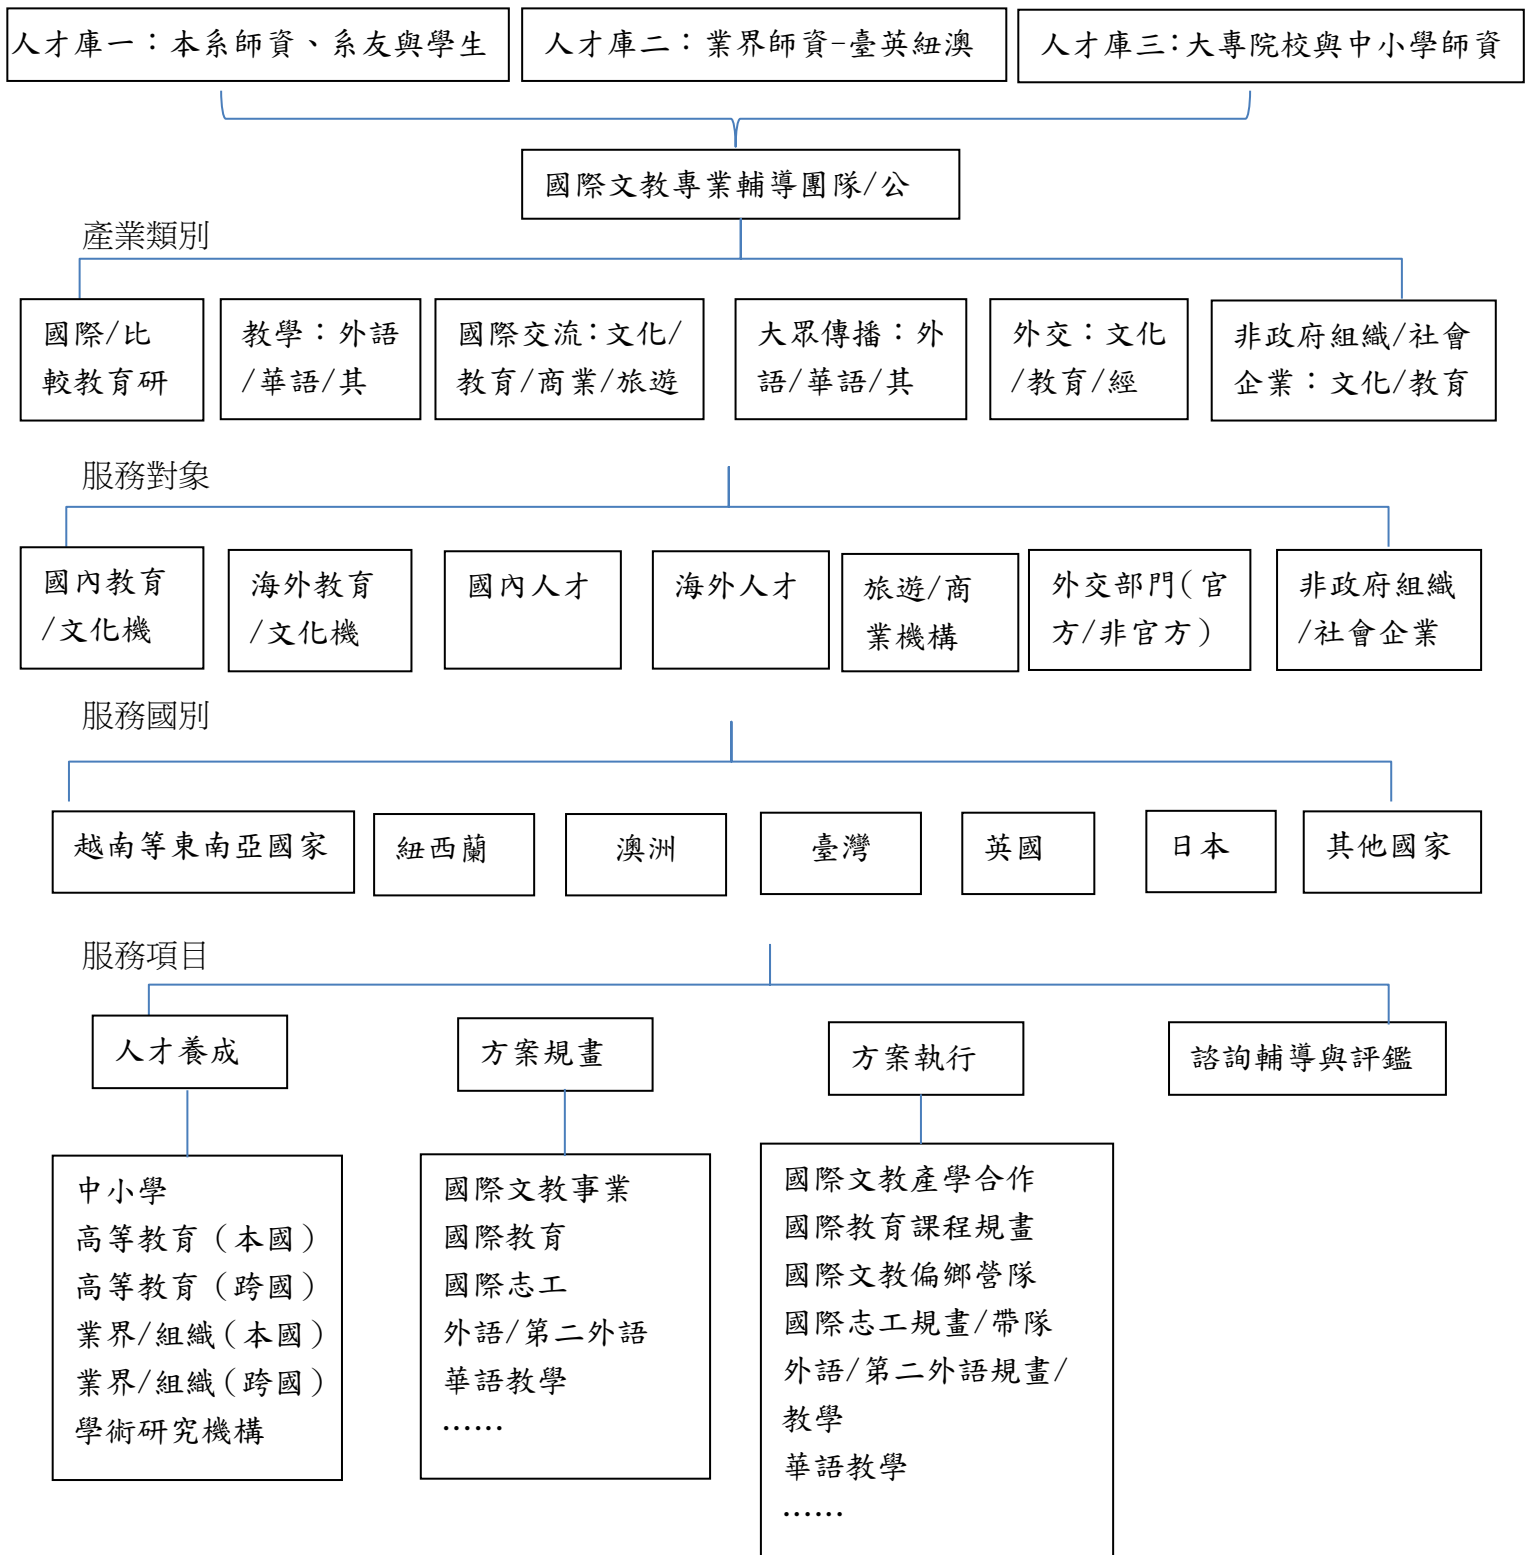 人才庫一：本系師資、系友與學生
人才庫二：業界師資-臺英紐澳
人才庫三：大專院校與中小學師資
國際文教專業輔導團隊/公
產業類別
國際/比
較教育研
教學：外語
/華語/其
國際交流：文化/
教育/商業/旅遊
大眾傳播：外
語/華語/其
外交：文化
/教育/經
非政府組織/社會
企業：文化/教育
服務對象
國內教育
/文化機
海外教育
/文化機
國內人才
海外人才
旅遊/商
業機構
外交部門(官
方/非官方)
非政府組織
/社會企業
服務國別
越南等東南亞國家
紐西蘭
澳洲
臺灣
英國
日本
其他國家
服務項目
人才養成
方案規畫
方案執行
諮詢輔導與評鑑
中小學
高等教育（本國）
高等教育（跨國）
業界/組織(本國)
業界/組織(跨國)
學術研究機構
國際文教事業
國際教育
國際志工
外語/第二外語
華語教學
……
國際文教產學合作
國際教育課程規畫
國際文教偏鄉營隊
國際志工規畫/帶隊
外語/第二外語規畫/
教學
華語教學
……